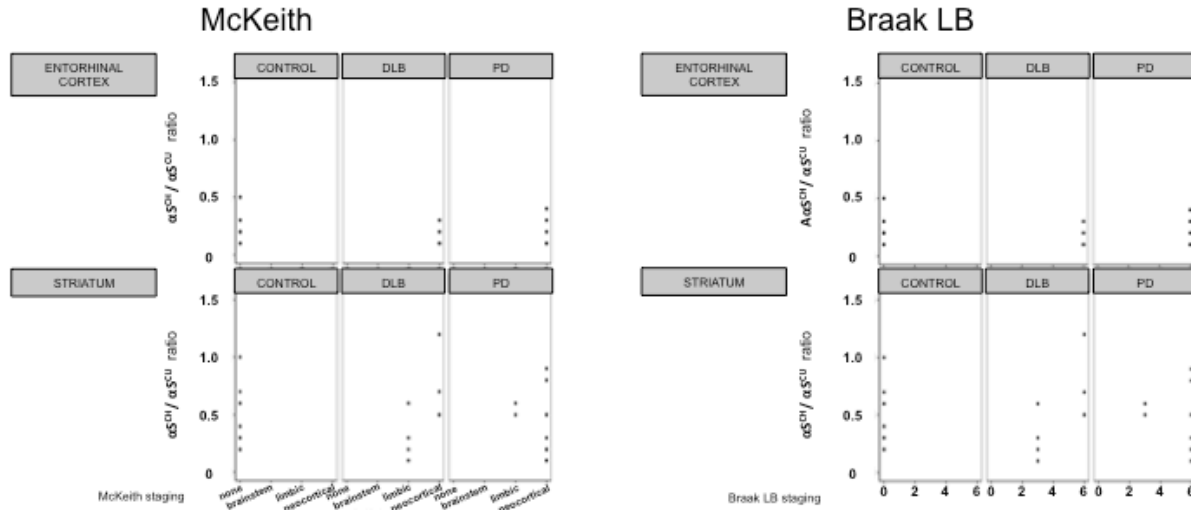 McKeith
Braak LB
ENTORHINAL
CORTEX
CONTROL
DLB
PD
1.5
1.0
0.5
0
αS^CH / αS^CU ratio
STRIATUM
CONTROL
DLB
PD
1.5
1.0
0.5
0
αS^CH / αS^CU ratio
McKeith staging
none
brainstem
limbic
neocortical
none
brainstem
limbic
neocortical
none
brainstem
limbic
neocortical
ENTORHINAL
CORTEX
CONTROL
DLB
PD
1.5
1.0
0.5
0
AαS^CH / αS^CU ratio
STRIATUM
CONTROL
DLB
PD
1.5
1.0
0.5
0
αS^CH / αS^CU ratio
Braak LB staging
0 2 4 6 0 2 4 6 0 2 4 6